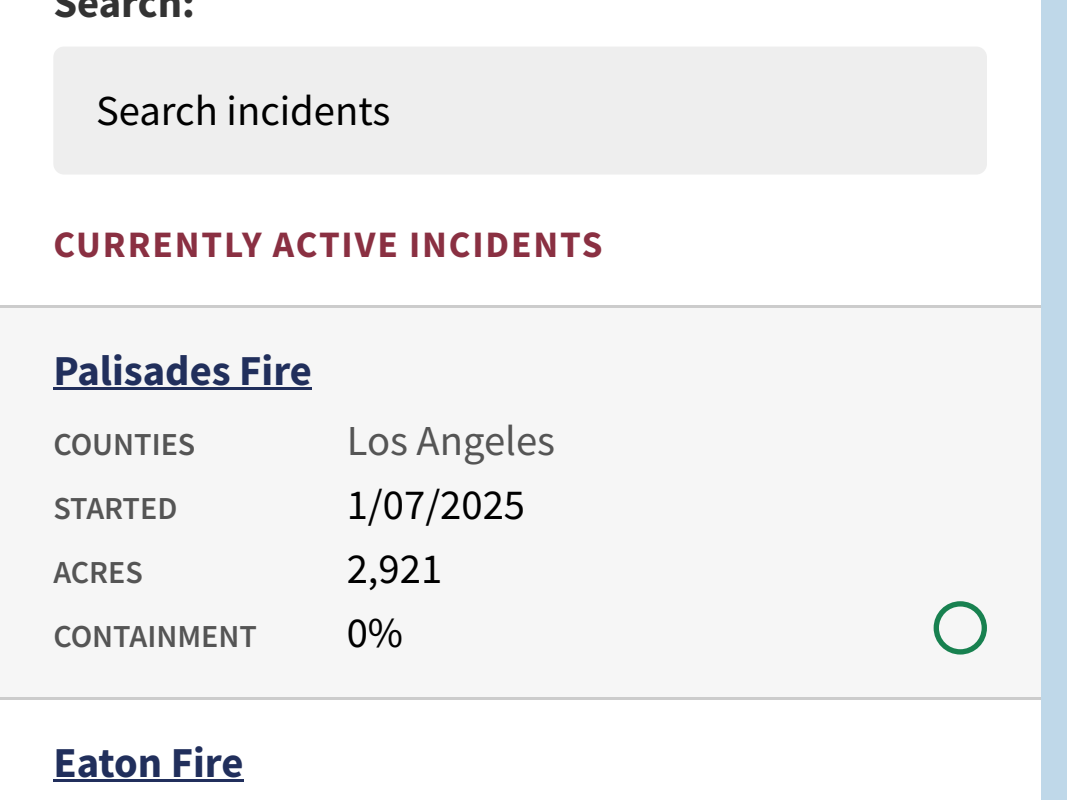 Search:
Search incidents
CURRENTLY ACTIVE INCIDENTS
Palisades Fire
COUNTIES Los Angeles
STARTED 1/07/2025
ACRES 2,921
CONTAINMENT 0%
Eaton Fire